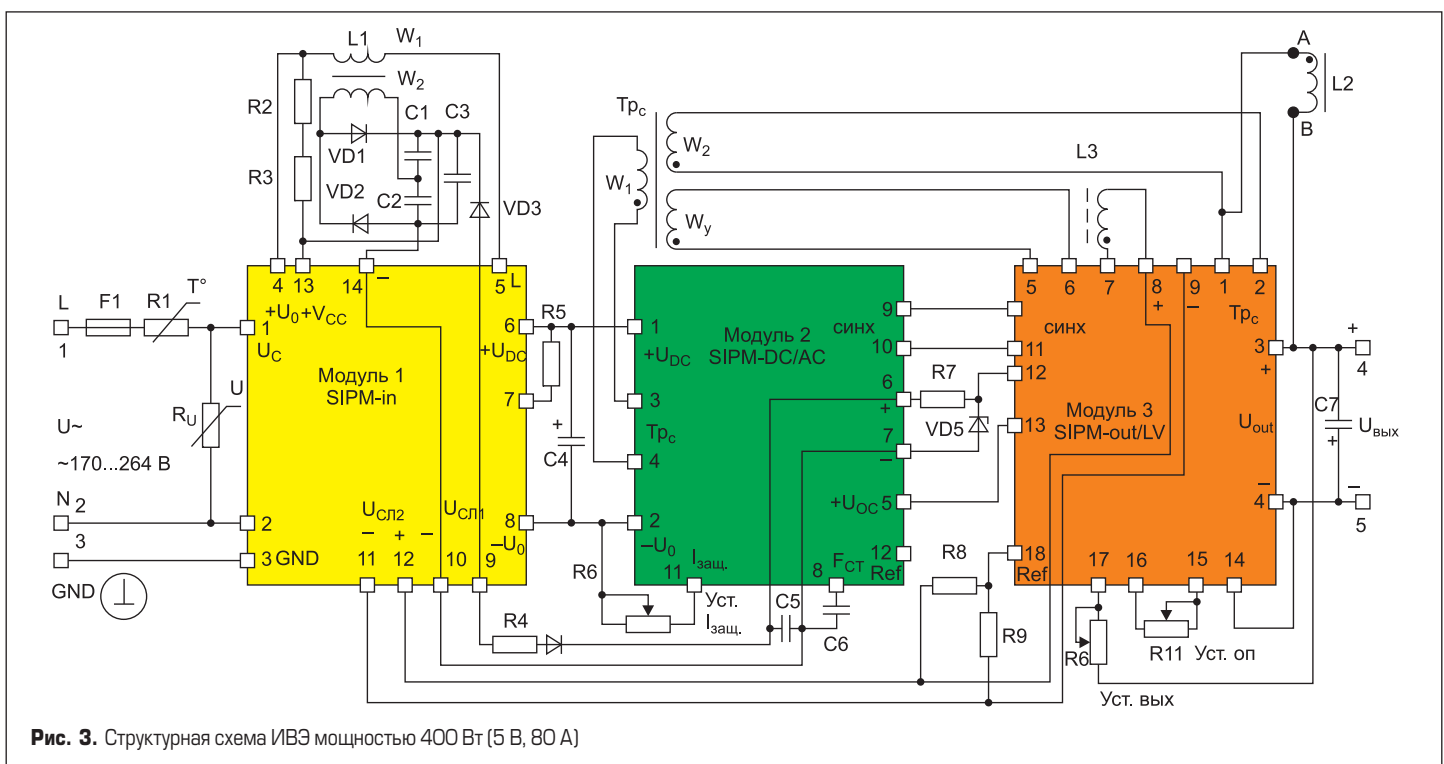 L1
W1
W2
R2
R3
C1
C3
VD1
VD2
C2
VD3
Трс
W1
W2
Wу
L3
A
L2
B
L
1
F1
R1
T°
RU
U
U~
~170...264 В
N
2
3
GND
4
13
14
–
5
L
+U0
+VCC
1
UC
6
+UDC
7
Модуль 1
SIPM-in
2
3
GND
UСЛ2
–
+
–
UСЛ1
8
–U0
11
12
10
9
R5
+
C4
R6
R4
1
+UDC
Модуль 2
SIPM-DC/AC
синх
9
10
3
Трс
4
6
+
7
–
+UОС
5
2
–U0
Iзащ.
11
8
FСТ
12
Ref
Уст.
Iзащ.
C5
C6
R7
VD5
R8
R9
5
6
7
8
+
9
–
1
2
Трс
синх
11
12
13
Модуль 3
SIPM-out/LV
3
+
Uout
–
4
18
Ref
17
16
15
14
R6
R11
Уст. оп
Уст. вых
+
4
C7
+
Uвых
–
5
Рис. 3. Структурная схема ИВЭ мощностью 400 Вт (5 В, 80 А)